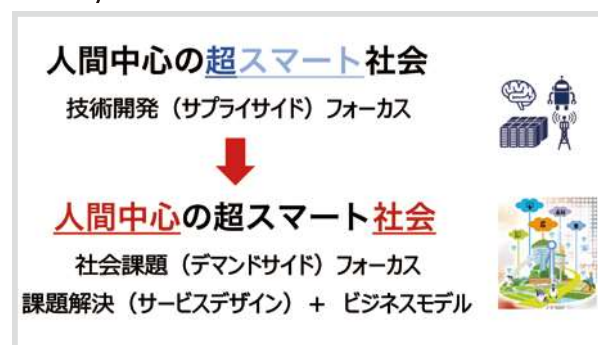 人間中心の超スマート社会
技術開発（サプライサイド）フォーカス
人間中心の超スマート社会
社会課題（デマンドサイド）フォーカス
課題解決（サービスデザイン）＋ ビジネスモデル